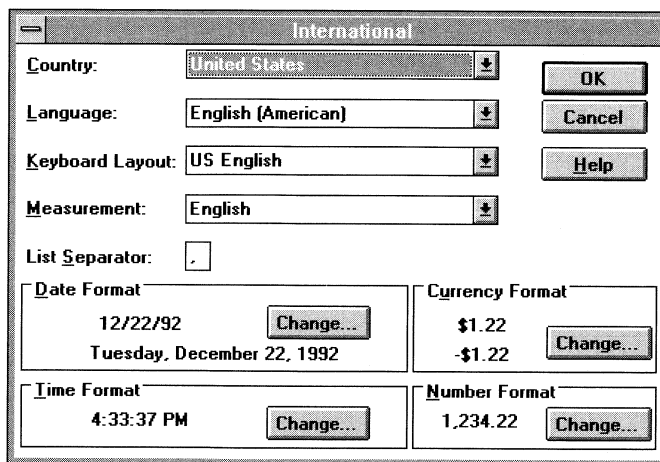 International
Country:
United States
OK
Language:
English (American)
Cancel
Keyboard Layout:
US English
Help
Measurement:
English
List Separator:
,
Date Format
12/22/92
Change...
Tuesday, December 22, 1992
Currency Format
$1.22
-$1.22
Change...
Time Format
4:33:37 PM
Change...
Number Format
1,234.22
Change...